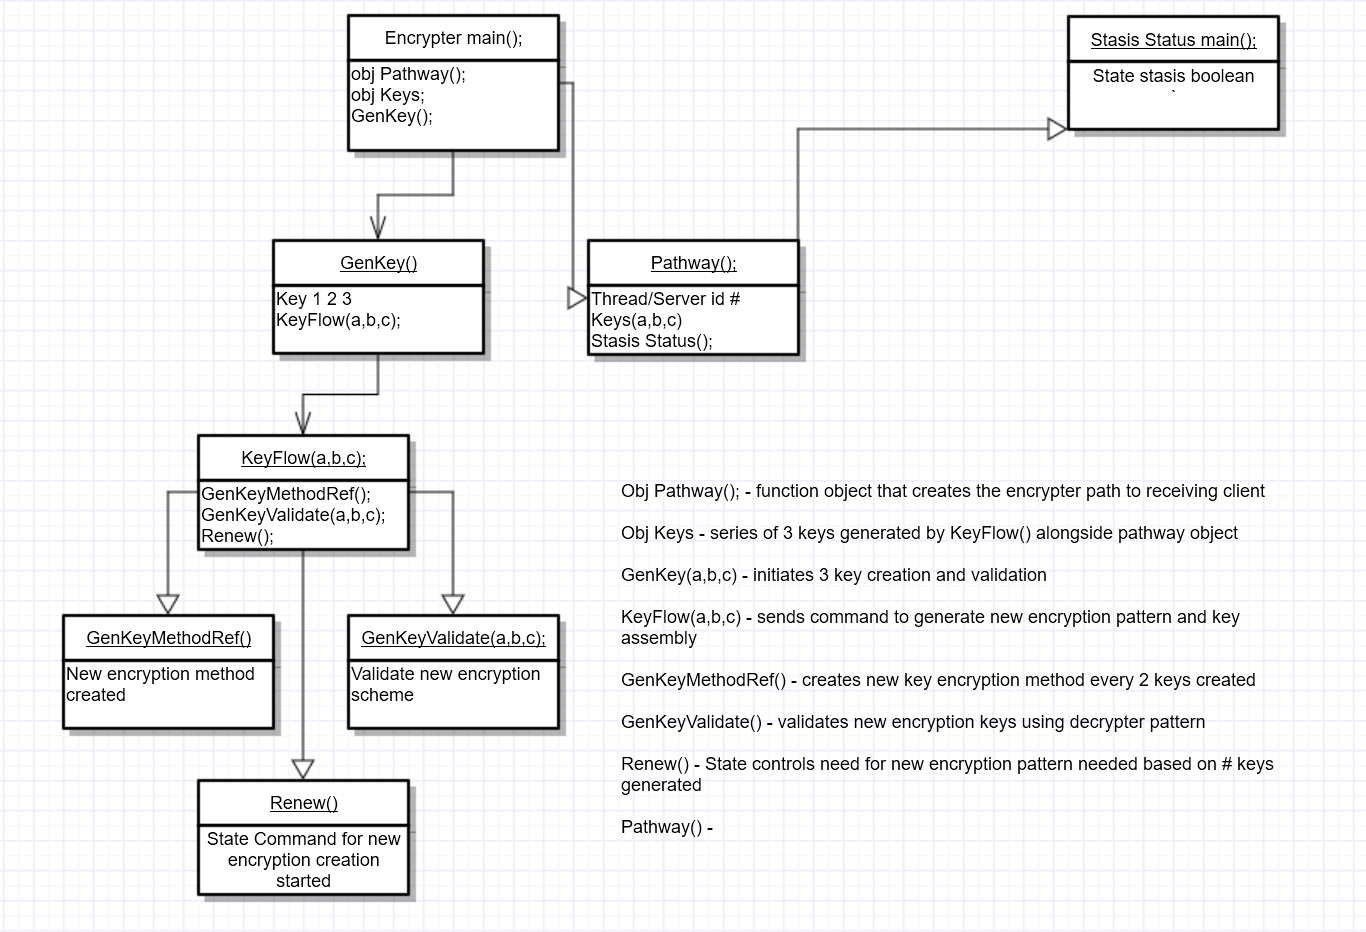 Encrypter main();
obj Pathway();
obj Keys;
GenKey();
Stasis Status main();
State stasis boolean
`
GenKey()
Key 1 2 3
KeyFlow(a,b,c);
Pathway();
Thread/Server id #
Keys(a,b,c)
Stasis Status();
KeyFlow(a,b,c);
GenKeyMethodRef();
GenKeyValidate(a,b,c);
Renew();
GenKeyMethodRef()
New encryption method
created
GenKeyValidate(a,b,c);
Validate new encryption
scheme
Renew()
State Command for new
encryption creation
started
Obj Pathway(); - function object that creates the encrypter path to receiving client
Obj Keys - series of 3 keys generated by KeyFlow() alongside pathway object
GenKey(a,b,c) - initiates 3 key creation and validation
KeyFlow(a,b,c) - sends command to generate new encryption pattern and key
assembly
GenKeyMethodRef() - creates new key encryption method every 2 keys created
GenKeyValidate() - validates new encryption keys using decrypter pattern
Renew() - State controls need for new encryption pattern needed based on # keys
generated
Pathway() -